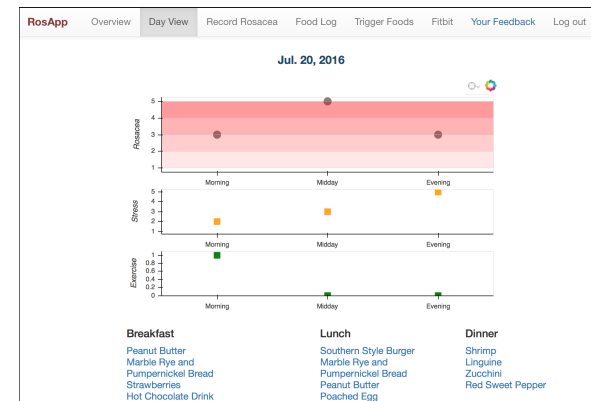 RosApp Overview Day View Record Rosacea Food Log Trigger Foods Fitbit Your Feedback Log out
Jul. 20, 2016
Rosacea
5
4
3
2
1
Morning Midday Evening
Stress
5
4
3
2
1
Morning Midday Evening
Exercise
1
0.8
0.6
0.4
0.2
0
Morning Midday Evening
Breakfast
Peanut Butter
Marble Rye and
Pumpernickel Bread
Strawberries
Hot Chocolate Drink
Lunch
Southern Style Burger
Marble Rye and
Pumpernickel Bread
Peanut Butter
Poached Egg
Dinner
Shrimp
Linguine
Zucchini
Red Sweet Pepper